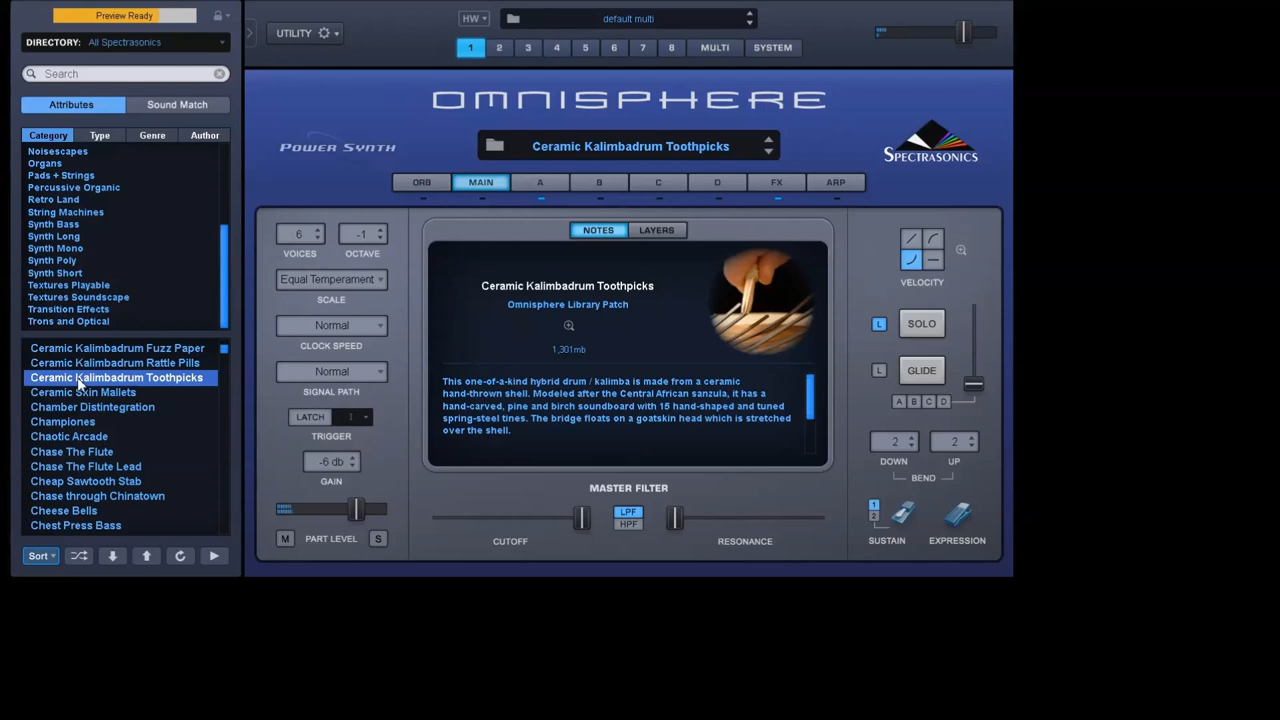 Preview Ready
DIRECTORY: All Spectrasonics
Search
Attributes Sound Match
Category Type Genre Author
Noisescapes
Organs
Pads + Strings
Percussive Organic
Retro Land
String Machines
Synth Bass
Synth Long
Synth Mono
Synth Poly
Synth Short
Textures Playable
Textures Soundscape
Transition Effects
Trons and Optical
Ceramic Kalimbadrum Fuzz Paper
Ceramic Kalimbadrum Rattle Pills
Ceramic Kalimbadrum Toothpicks
Ceramic Skin Mallets
Chamber Distintegration
Championes
Chaotic Arcade
Chase The Flute
Chase The Flute Lead
Cheap Sawtooth Stab
Chase through Chinatown
Cheese Bells
Chest Press Bass
Sort
UTILITY
HW
default multi
1 2 3 4 5 6 7 8 MULTI SYSTEM
OMNISPHERE
POWER SYNTH
Ceramic Kalimbadrum Toothpicks
SPECTRASONICS
ORB MAIN A B C D FX ARP
6 -1
VOICES OCTAVE
Equal Temperament
SCALE
Normal
CLOCK SPEED
Normal
SIGNAL PATH
LATCH
TRIGGER
-6 db
GAIN
M PART LEVEL S
NOTES LAYERS
Ceramic Kalimbadrum Toothpicks
Omnisphere Library Patch
1,301mb
This one-of-a-kind hybrid drum / kalimba is made from a ceramic
hand-thrown shell. Modeled after the Central African sanzula, it has a
hand-carved, pine and birch soundboard with 15 hand-shaped and tuned
spring-steel tines. The bridge floats on a goatskin head which is stretched
over the shell.
MASTER FILTER
LPF
HPF
CUTOFF RESONANCE
VELOCITY
L SOLO
L GLIDE
A B C D
2 2
DOWN UP
BEND
1
2
SUSTAIN EXPRESSION